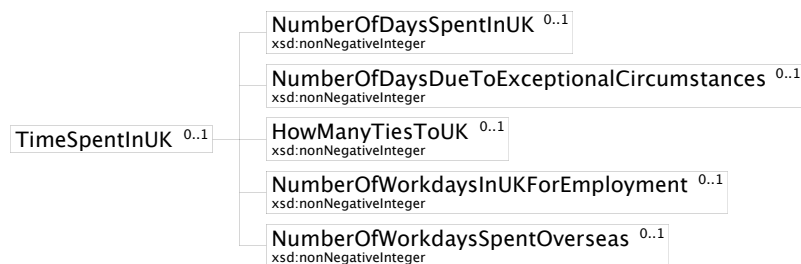 NumberOfDaysSpentInUK 0..1
xsd:nonNegativeInteger
NumberOfDaysDueToExceptionalCircumstances 0..1
xsd:nonNegativeInteger
TimeSpentInUK 0..1
HowManyTiesToUK 0..1
xsd:nonNegativeInteger
NumberOfWorkdaysInUKForEmployment 0..1
xsd:nonNegativeInteger
NumberOfWorkdaysSpentOverseas 0..1
xsd:nonNegativeInteger